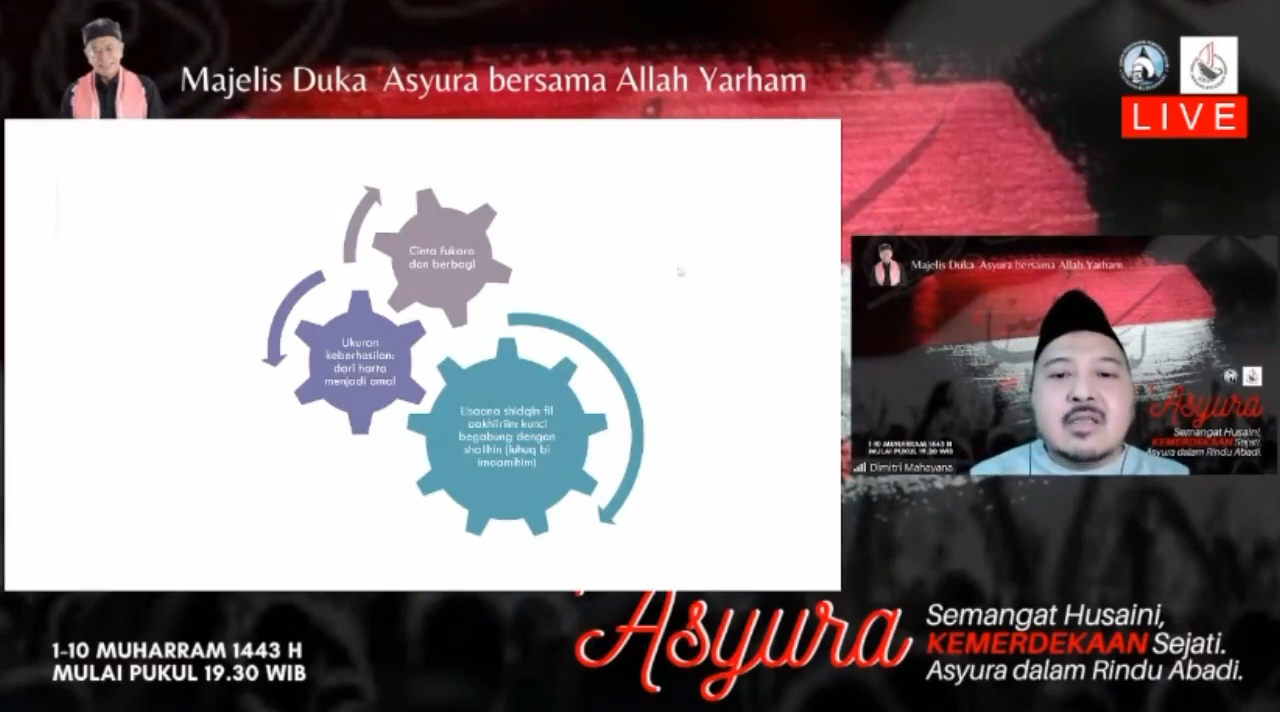 Majelis Duka Asyura bersama Allah Yarham
LIVE
Cinta fukara
dan berbagi
Ukuran
keberhasilan:
dari harta
menjadi amal
Lisaana shidqin fil
aakhiriin: kunci
begabung dengan
shalihin (luhuq bi
imaamihim)
Majelis Duka Asyura bersama Allah Yarham
Asyura
Semangat Husaini,
KEMERDEKAAN Sejati.
Asyura dalam Rindu Abadi.
1-10 MUHARRAM 1443 H
MULAI PUKUL 19.30 WIB
Dimitri Mahayana
Asyura
Semangat Husaini,
KEMERDEKAAN Sejati.
Asyura dalam Rindu Abadi.
1-10 MUHARRAM 1443 H
MULAI PUKUL 19.30 WIB